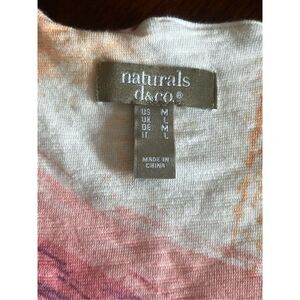 naturals
d&co.®
US M
UK L
DE M
IT L
MADE IN
CHINA